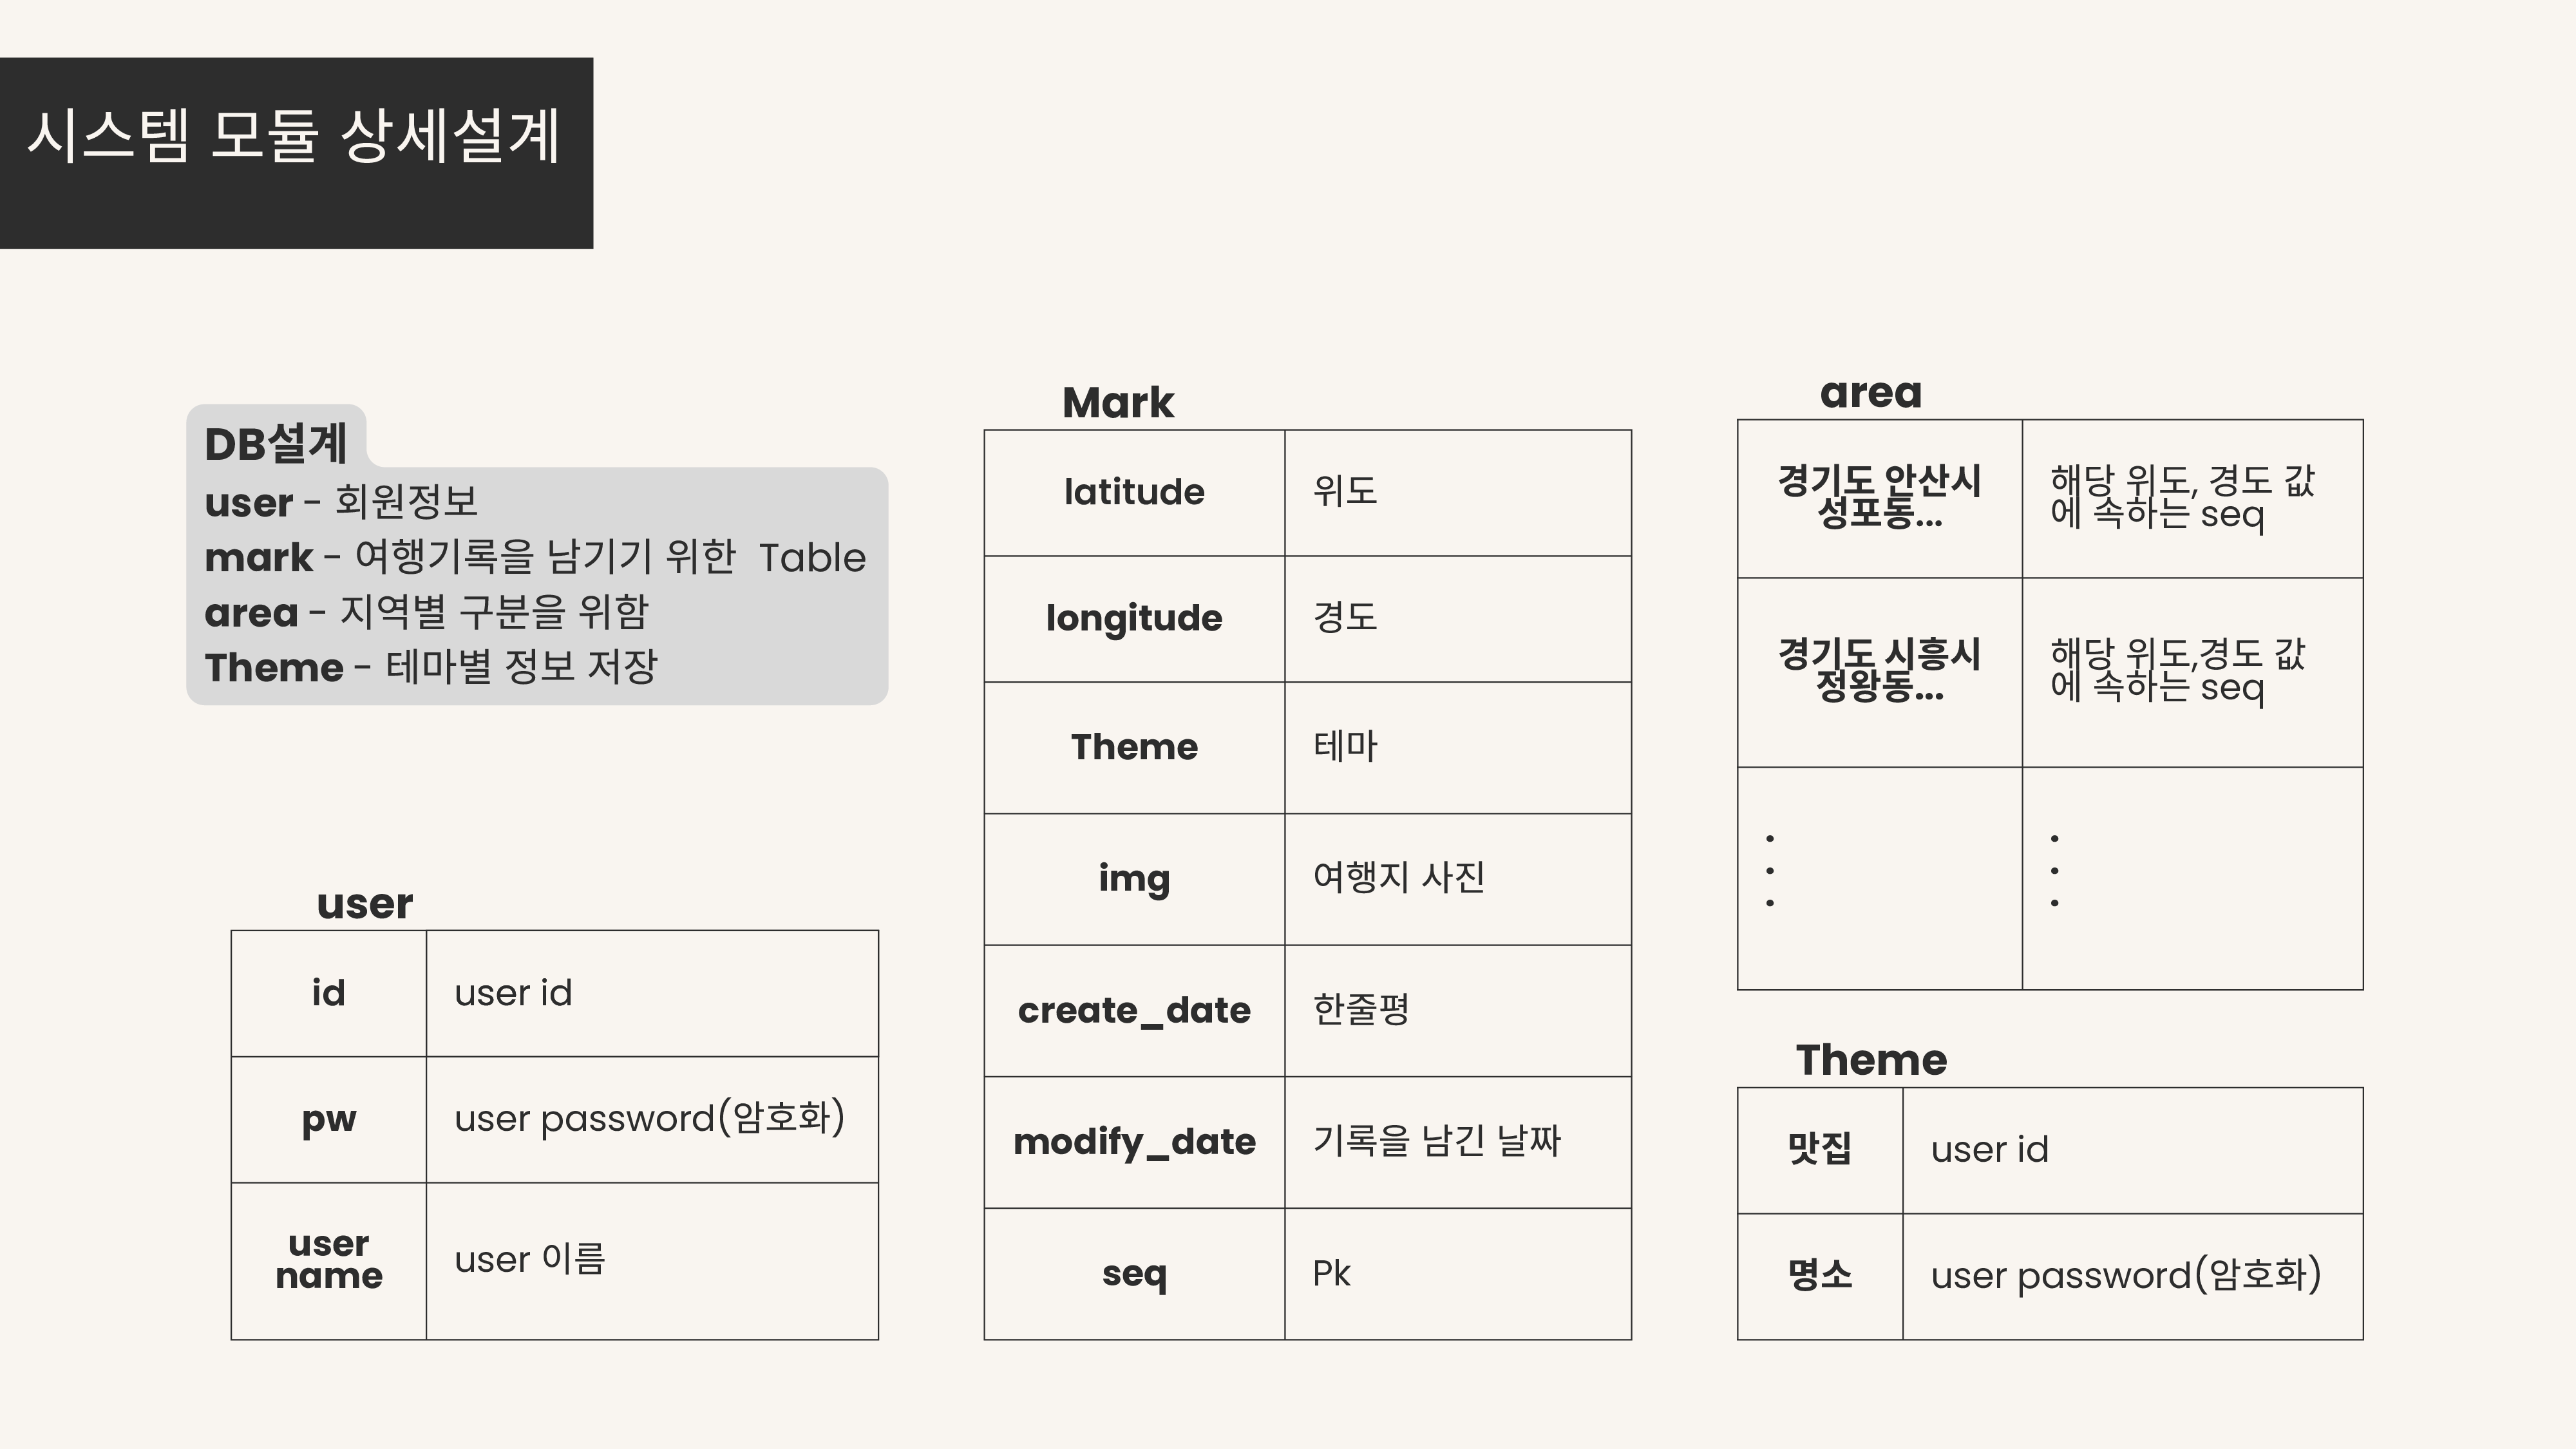 시스템 모듈 상세설계
DB설계
user - 회원정보
mark - 여행기록을 남기기 위한 Table
area - 지역별 구분을 위함
Theme - 테마별 정보 저장
user
id user id
pw user password(암호화)
user
name
user 이름
Mark
latitude 위도
longitude 경도
Theme 테마
img 여행지 사진
create_date 한줄평
modify_date 기록을 남긴 날짜
seq Pk
area
경기도 안산시
성포동...
해당 위도, 경도 값
에 속하는 seq
경기도 시흥시
정왕동...
해당 위도,경도 값
에 속하는 seq
• •
• •
• •
Theme
맛집 user id
명소 user password(암호화)